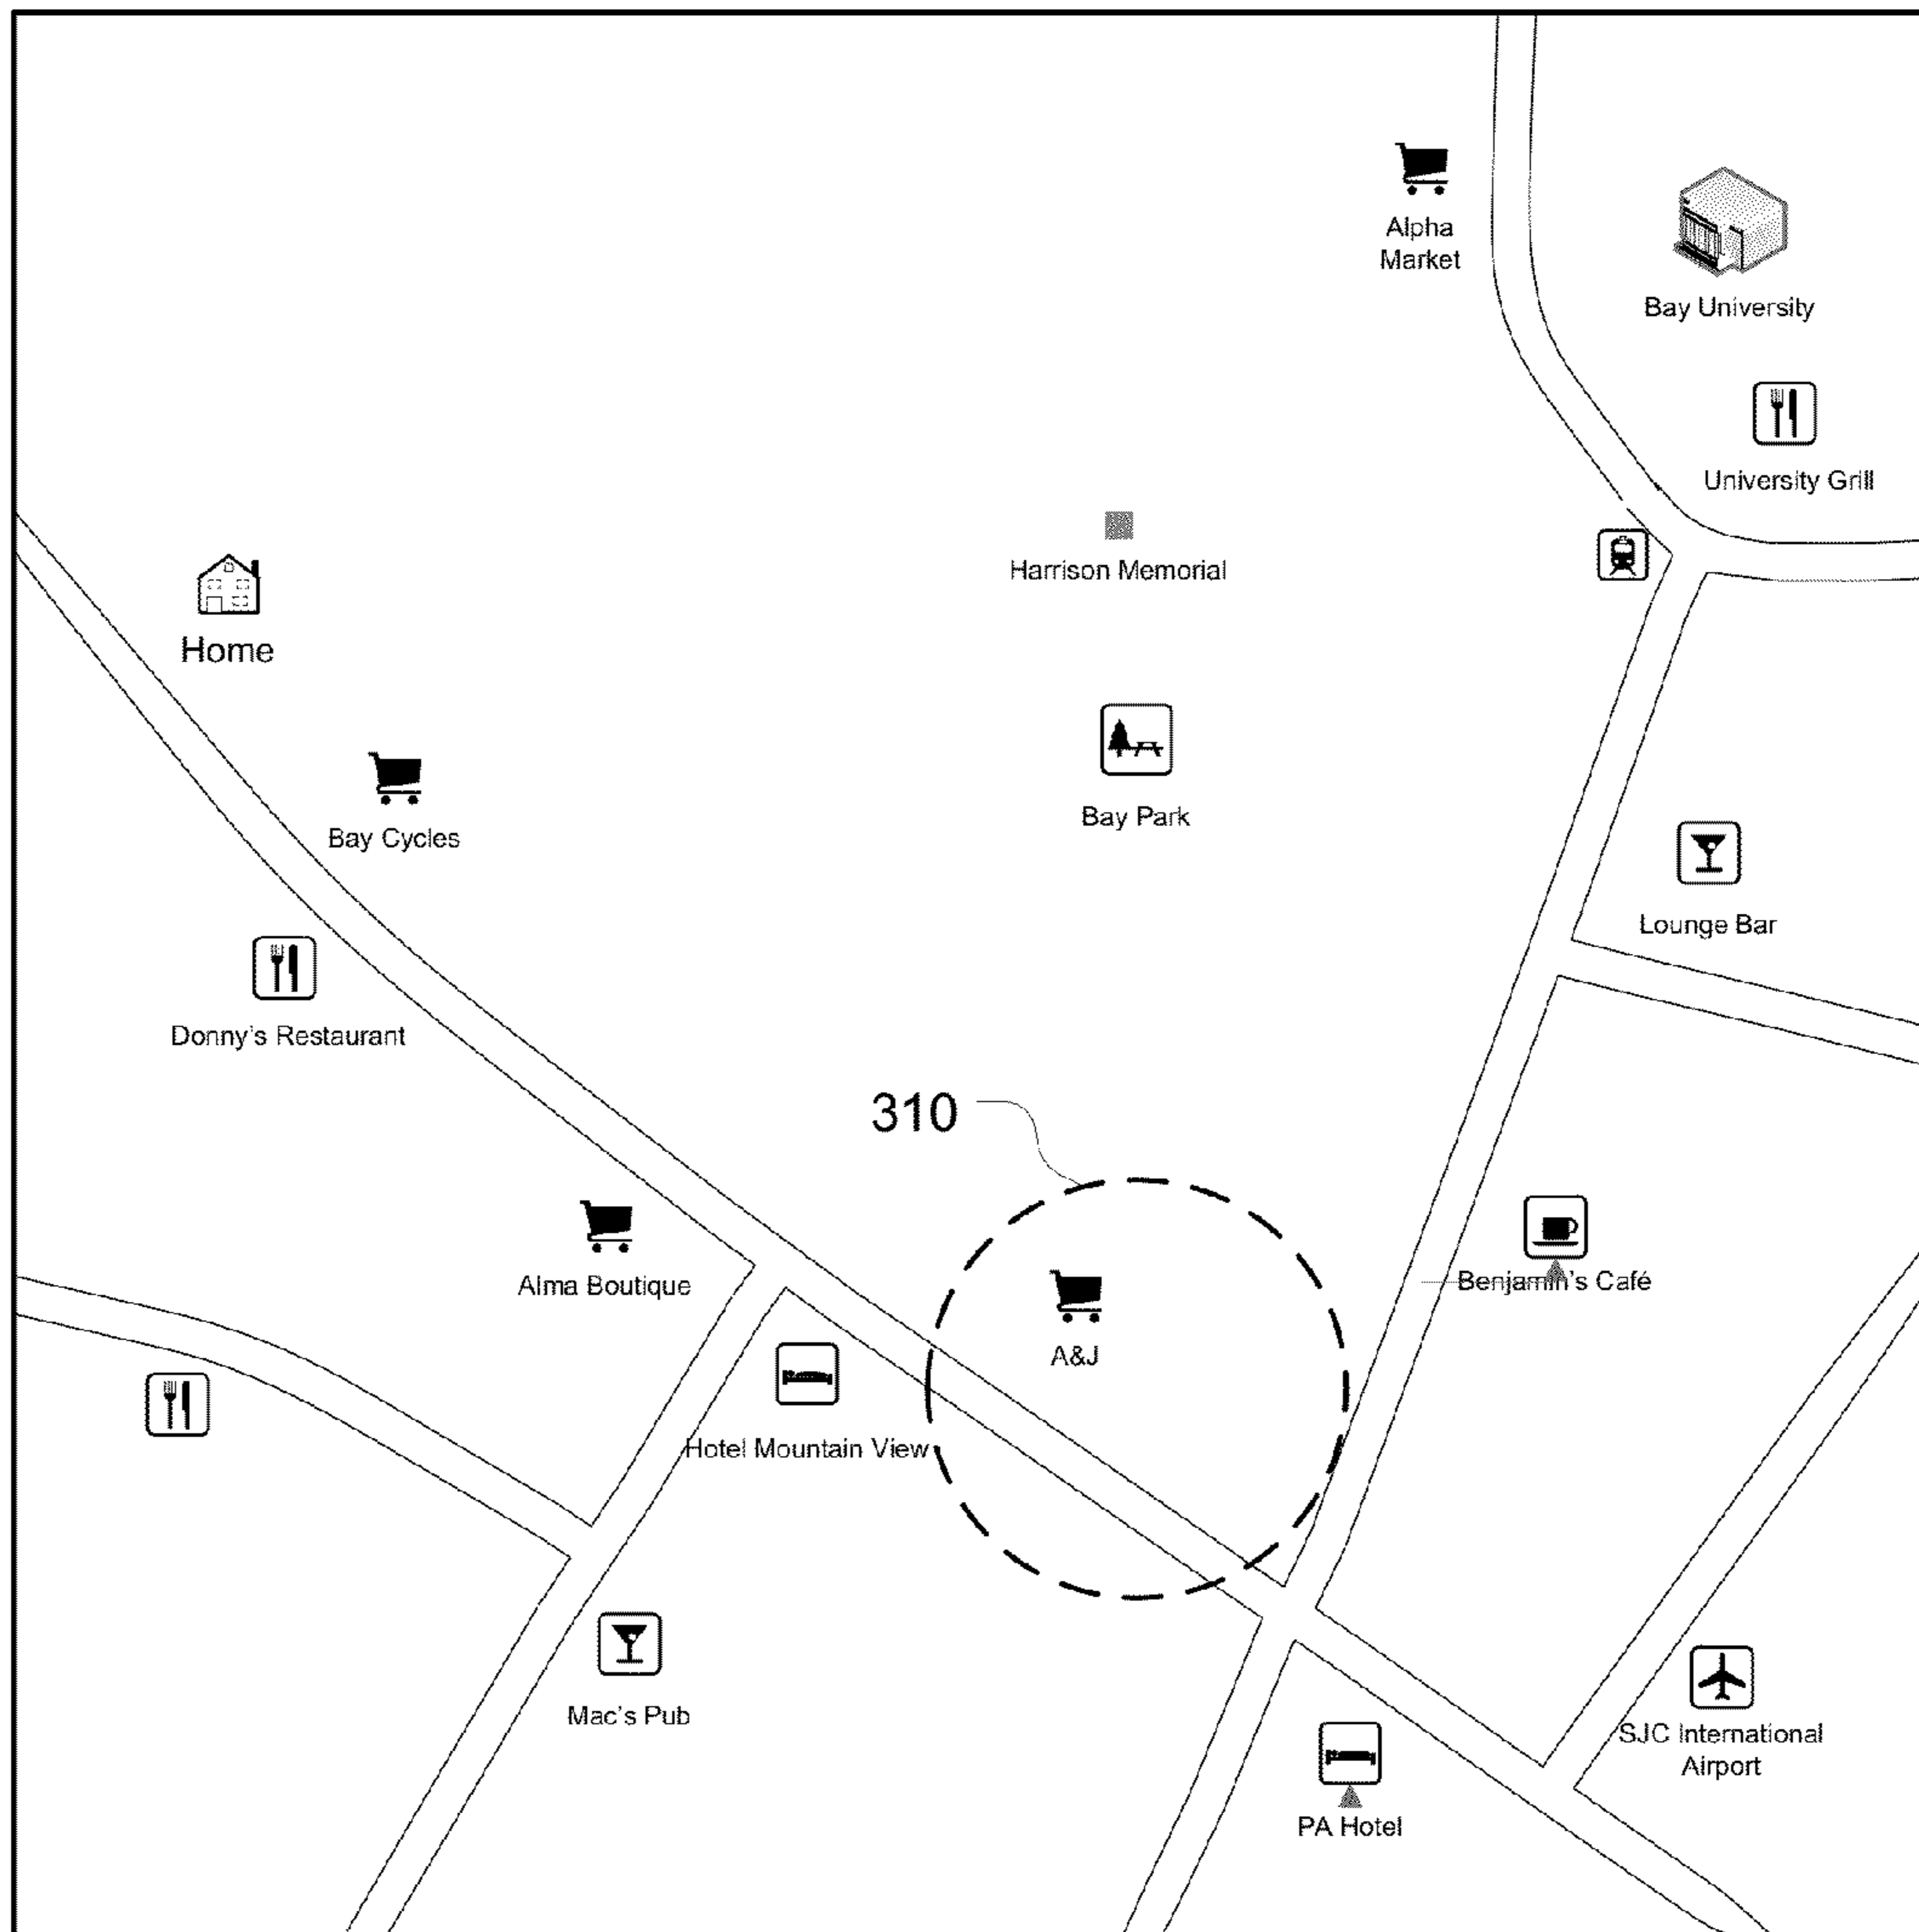 Alpha
Market
Bay University
University Grill
Harrison Memorial
Home
Bay Park
Bay Cycles
Lounge Bar
Donny's Restaurant
310
Alma Boutique
Benjamin's Café
A&J
Hotel Mountain View
Mac's Pub
SJC International
Airport
PA Hotel